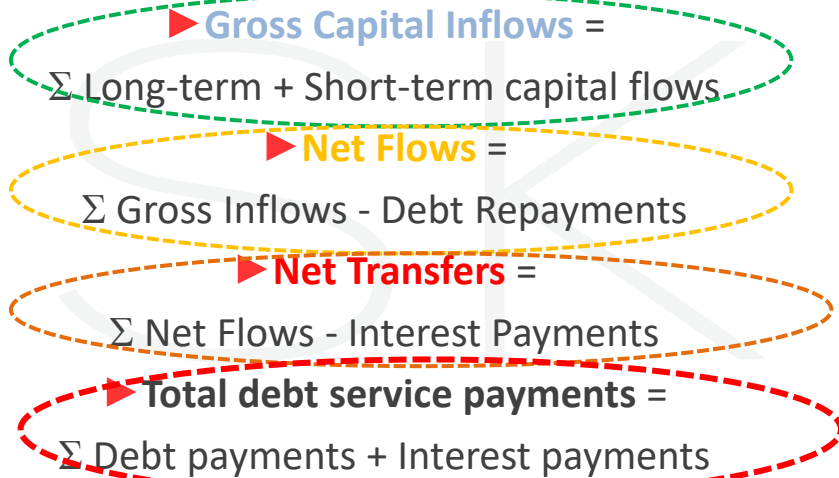 ►Gross Capital Inflows =
Σ Long-term + Short-term capital flows
►Net Flows =
Σ Gross Inflows - Debt Repayments
►Net Transfers =
Σ Net Flows - Interest Payments
►Total debt service payments =
Σ Debt payments + Interest payments
SK